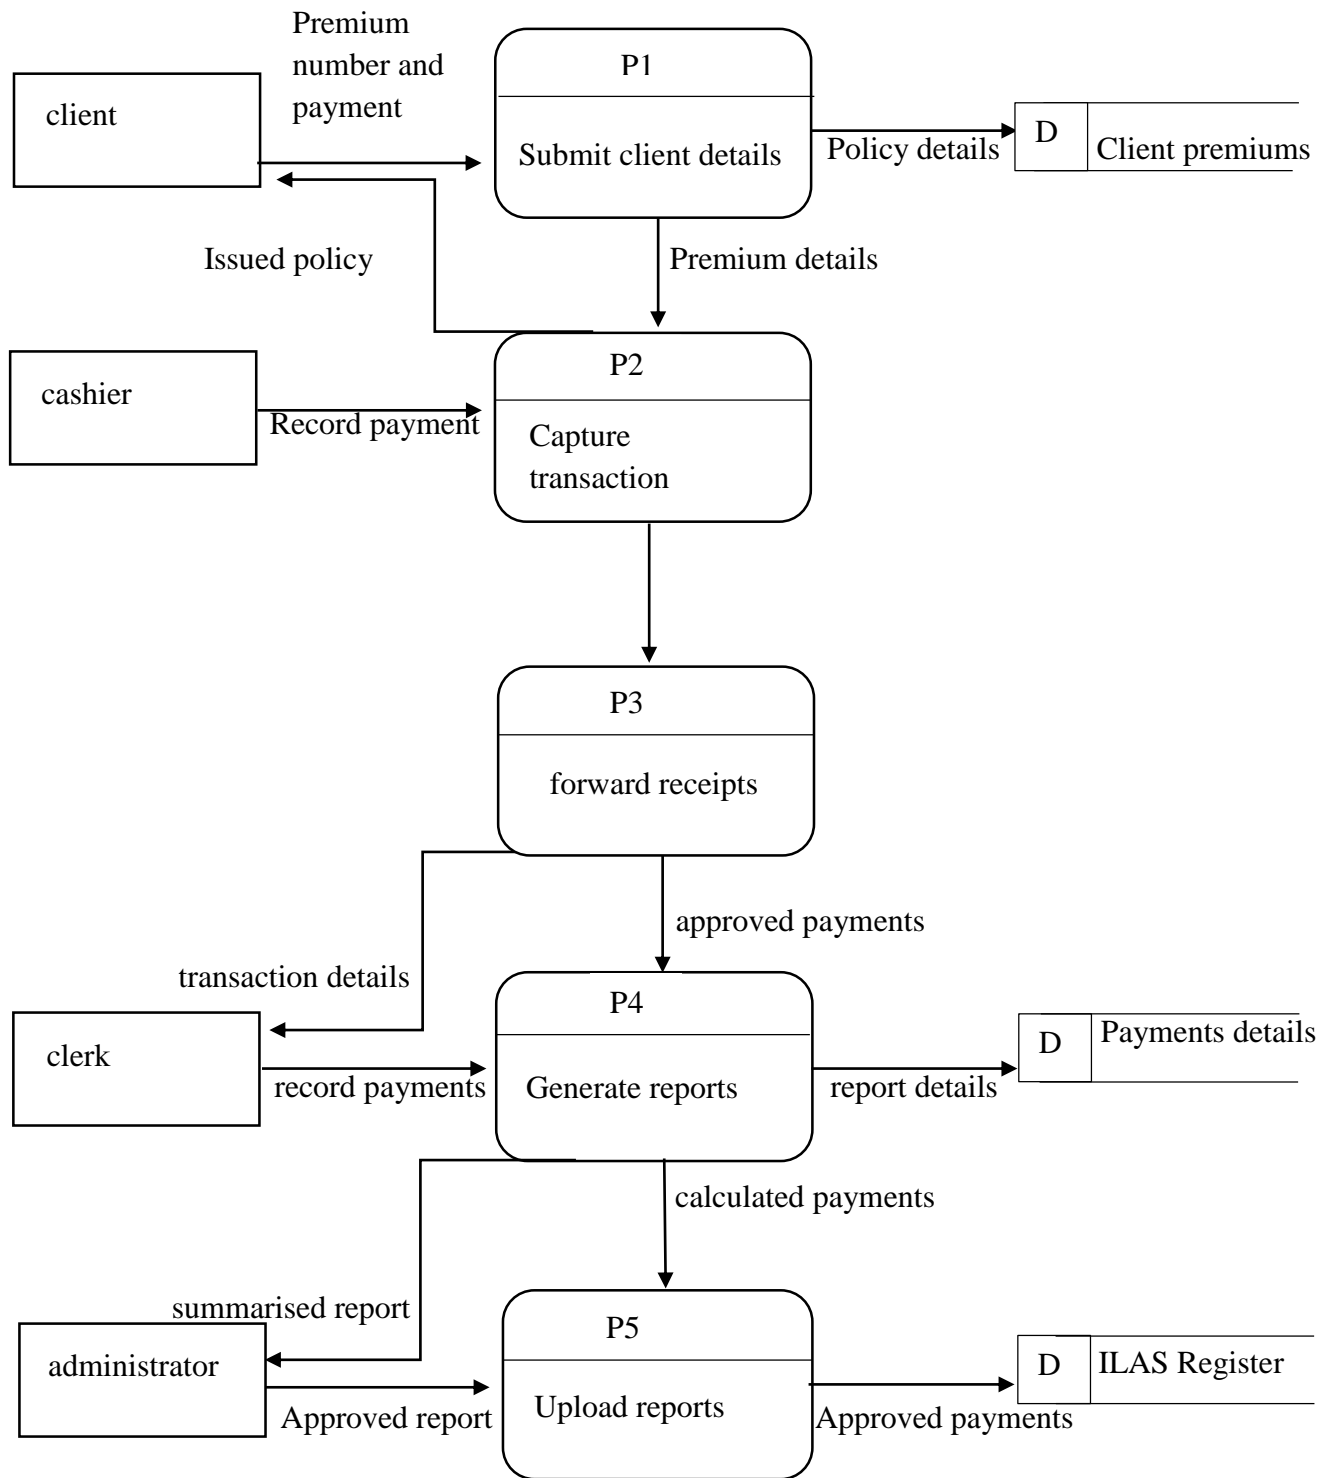 Premium
number and
payment
P1
client
D
Submit client details
Policy details
Client premiums
Issued policy
Premium details
P2
cashier
Record payment
Capture
transaction
P3
forward receipts
approved payments
transaction details
P4
Payments details
clerk
D
record payments
Generate reports
report details
calculated payments
summarised report
P5
administrator
D
ILAS Register
Approved report
Upload reports
Approved payments